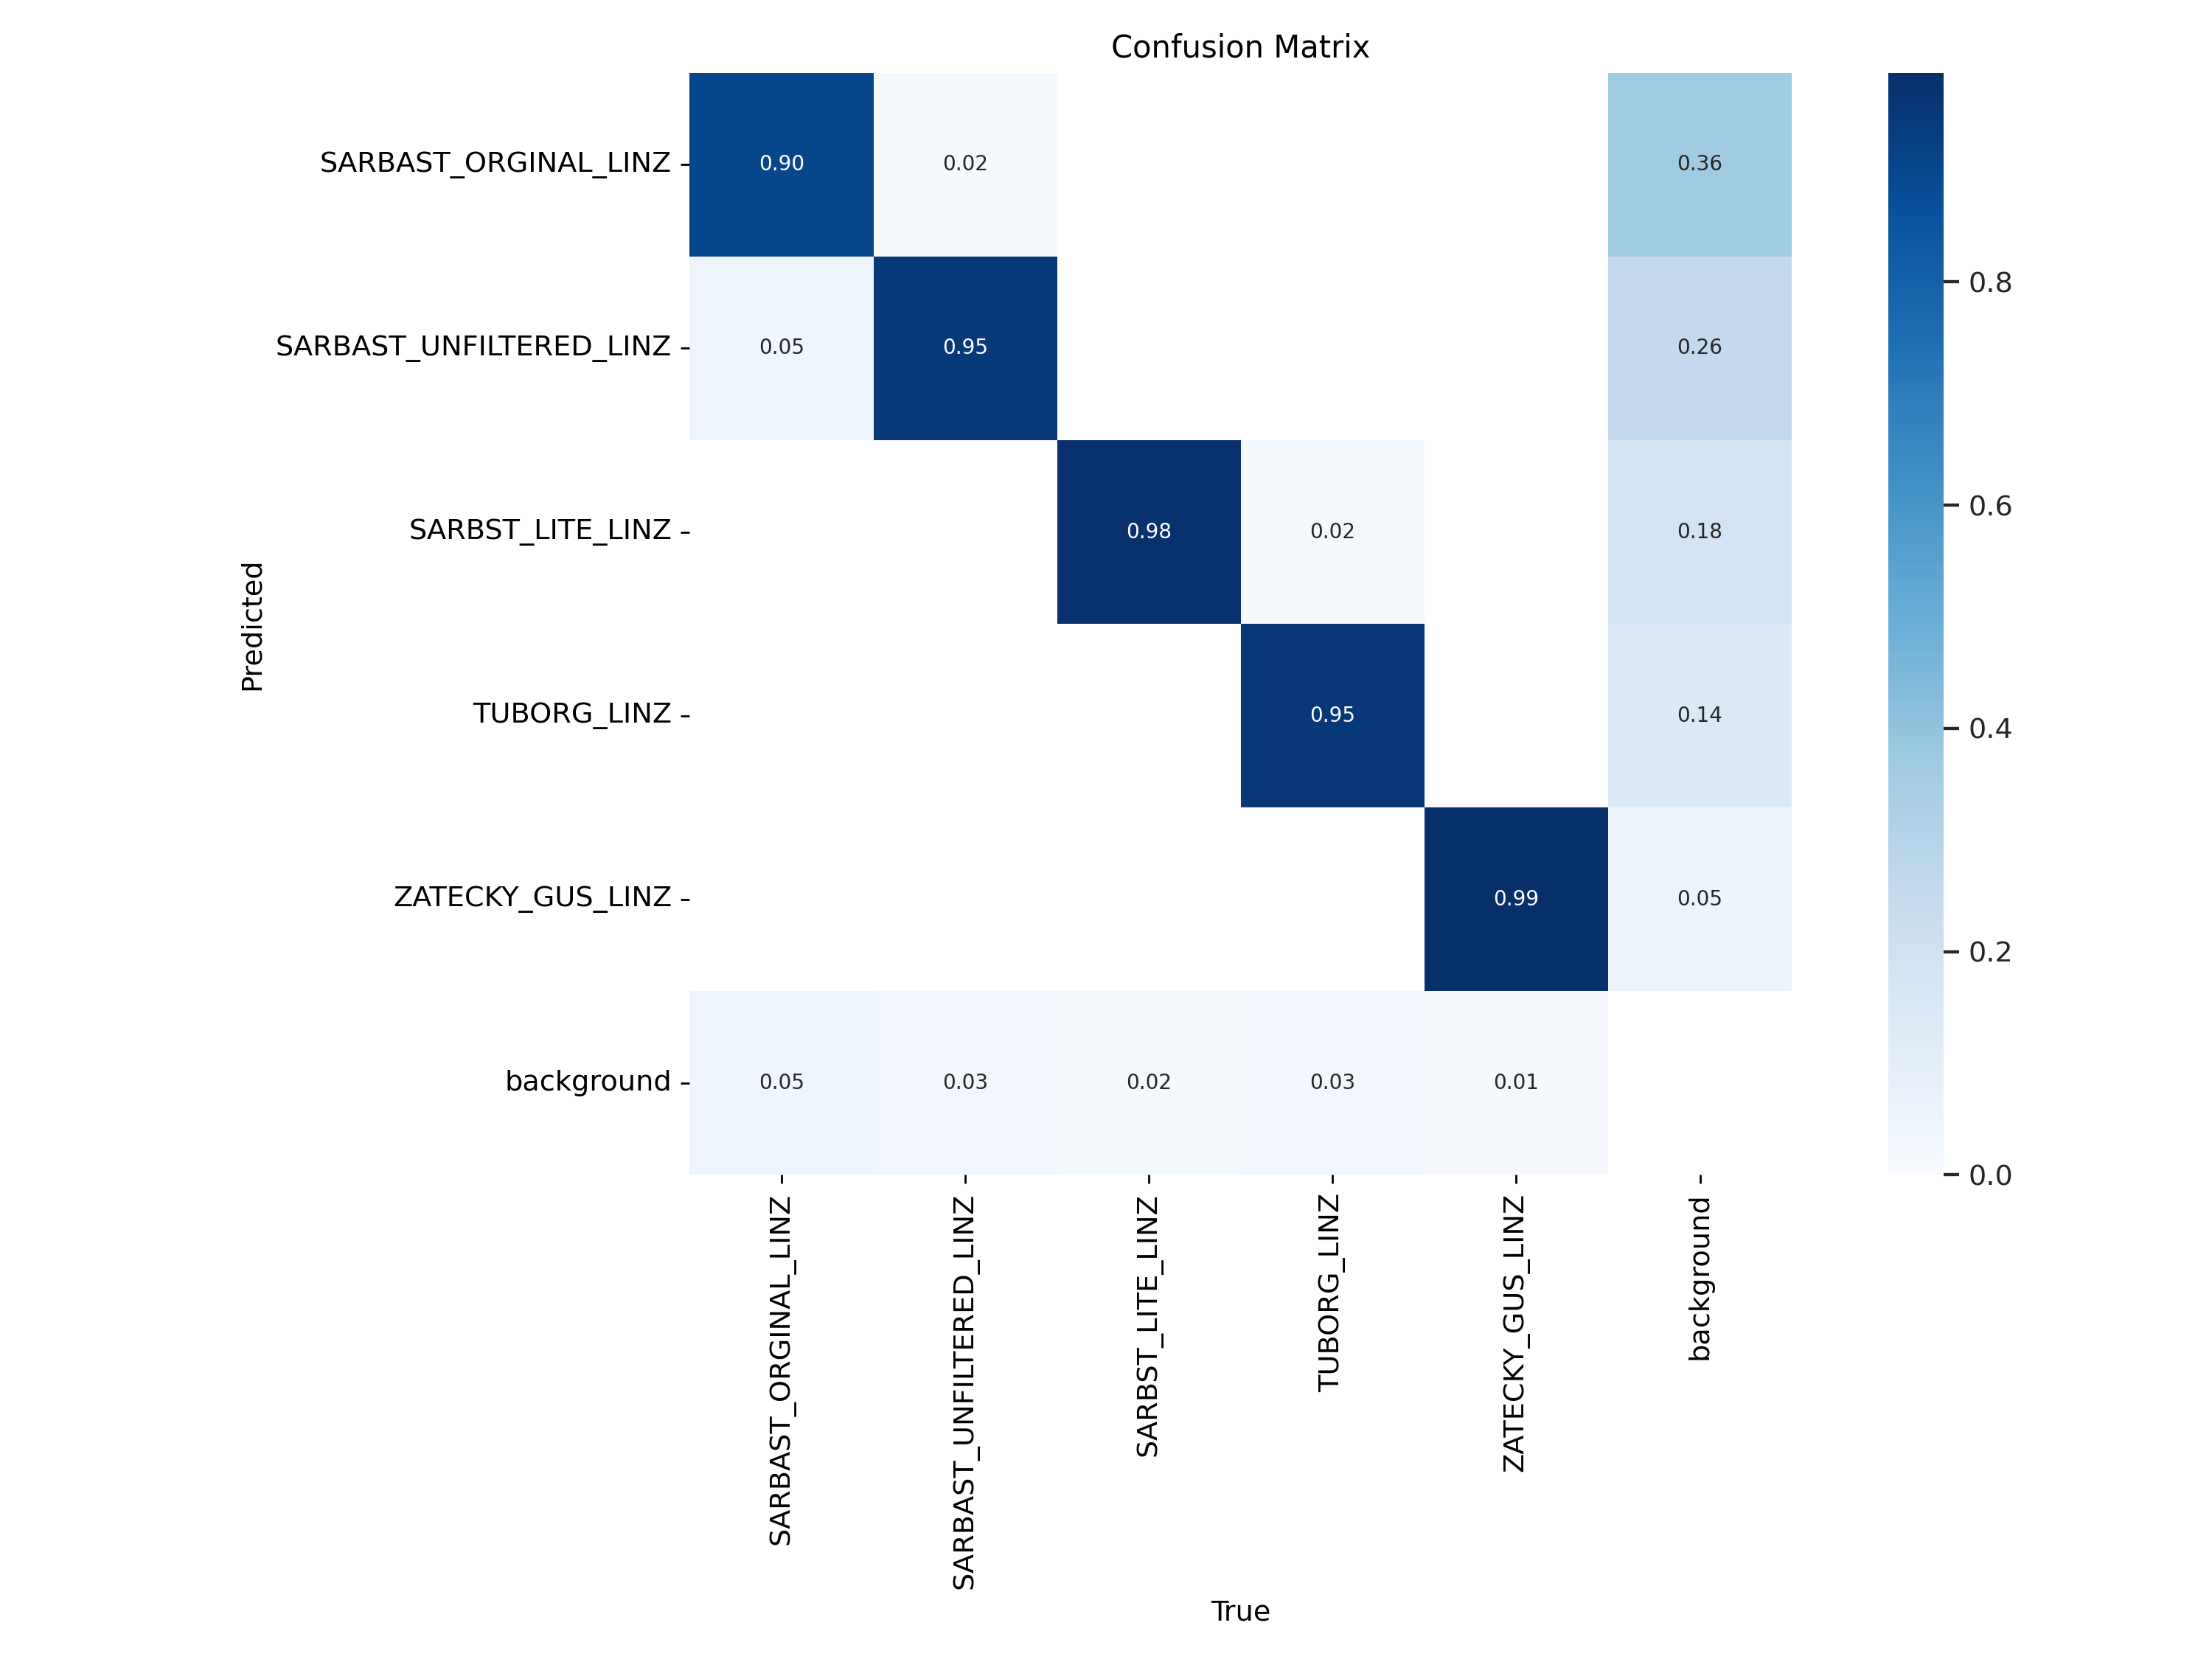 Confusion Matrix
SARBAST_ORGINAL_LINZ 0.90 0.02 0.36
SARBAST_UNFILTERED_LINZ 0.05 0.95 0.26
SARBST_LITE_LINZ 0.98 0.02 0.18
TUBORG_LINZ 0.95 0.14
ZATECKY_GUS_LINZ 0.99 0.05
background 0.05 0.03 0.02 0.03 0.01
Predicted
SARBAST_ORGINAL_LINZ
SARBAST_UNFILTERED_LINZ
SARBST_LITE_LINZ
TUBORG_LINZ
ZATECKY_GUS_LINZ
background
True
0.8
0.6
0.4
0.2
0.0